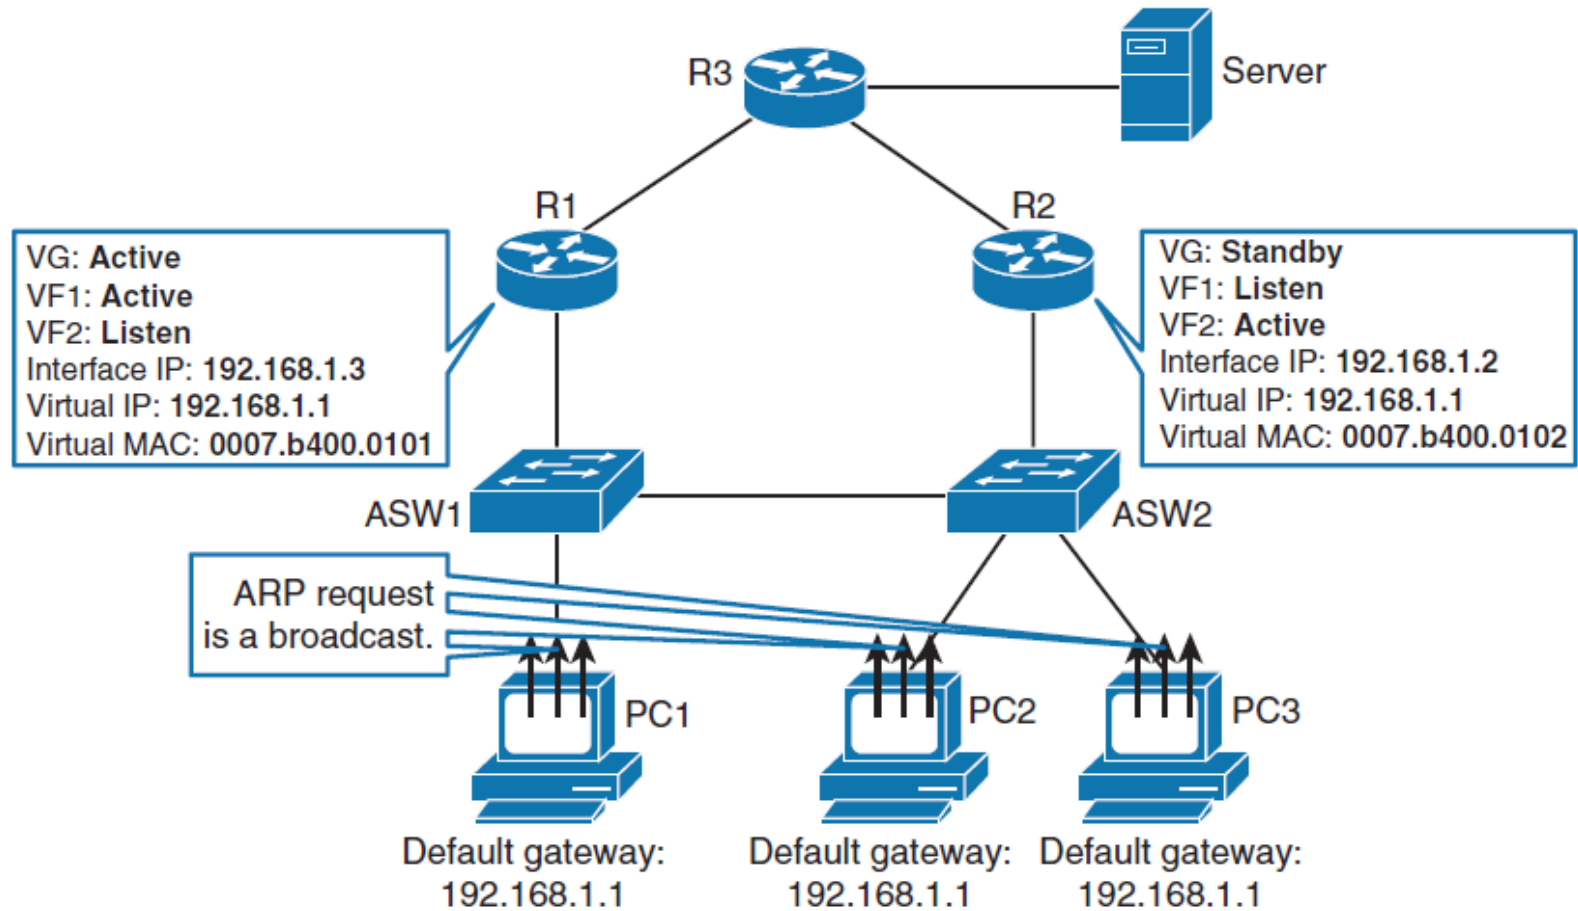 R3
Server
R1
R2
VG: Active
VF1: Active
VF2: Listen
Interface IP: 192.168.1.3
Virtual IP: 192.168.1.1
Virtual MAC: 0007.b400.0101
VG: Standby
VF1: Listen
VF2: Active
Interface IP: 192.168.1.2
Virtual IP: 192.168.1.1
Virtual MAC: 0007.b400.0102
ASW1
ASW2
ARP request
is a broadcast.
PC1
PC2
PC3
Default gateway:
192.168.1.1
Default gateway:
192.168.1.1
Default gateway:
192.168.1.1